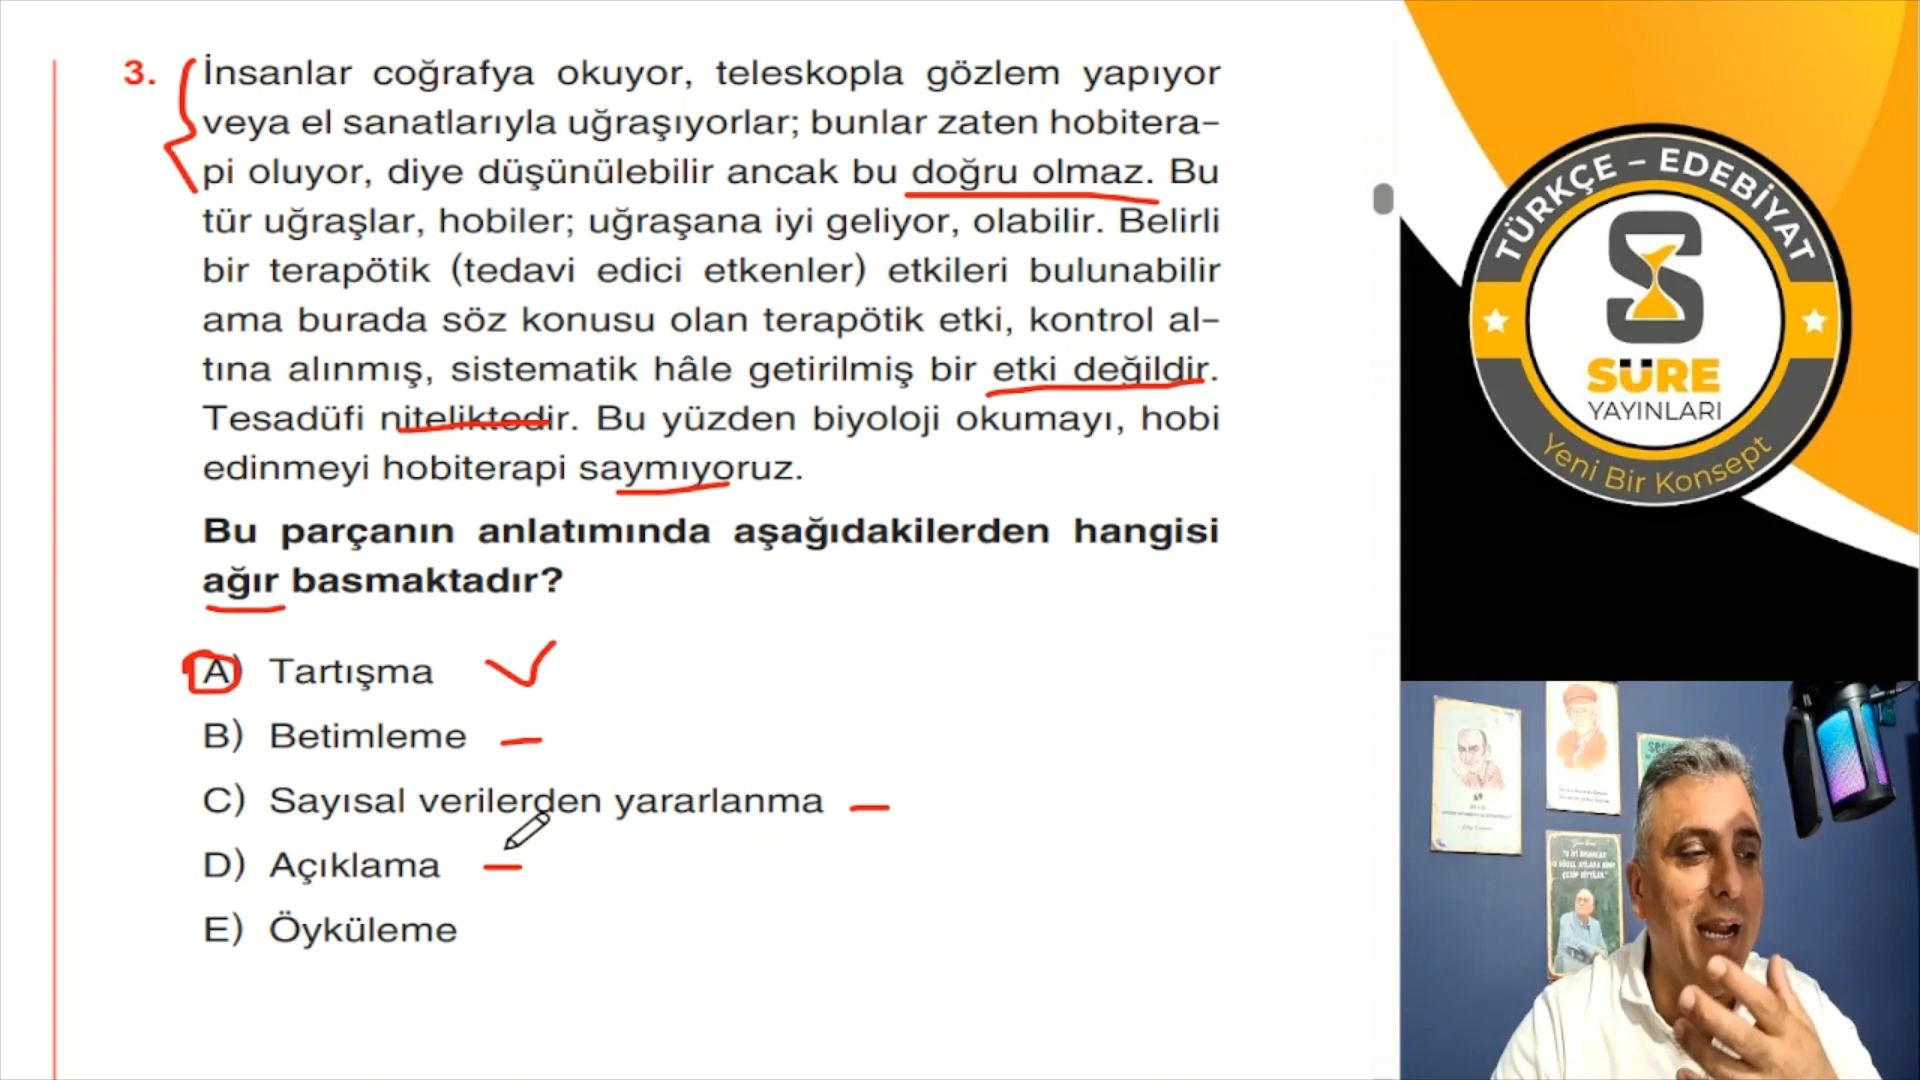 3. İnsanlar coğrafya okuyor, teleskopla gözlem yapıyor
veya el sanatlarıyla uğraşıyorlar; bunlar zaten hobitera-
pi oluyor, diye düşünülebilir ancak bu doğru olmaz. Bu
tür uğraşlar, hobiler; uğraşana iyi geliyor, olabilir. Belirli
bir terapötik (tedavi edici etkenler) etkileri bulunabilir
ama burada söz konusu olan terapötik etki, kontrol al-
tına alınmış, sistematik hâle getirilmiş bir etki değildir.
Tesadüfi niteliktedir. Bu yüzden biyoloji okumayı, hobi
edinmeyi hobiterapi saymıyoruz.
Bu parçanın anlatımında aşağıdakilerden hangisi
ağır basmaktadır?
A) Tartışma
B) Betimleme
C) Sayısal verilerden yararlanma
D) Açıklama
E) Öyküleme
TÜRKÇE – EDEBİYAT
SÜRE
YAYINLARI
Yeni Bir Konsept